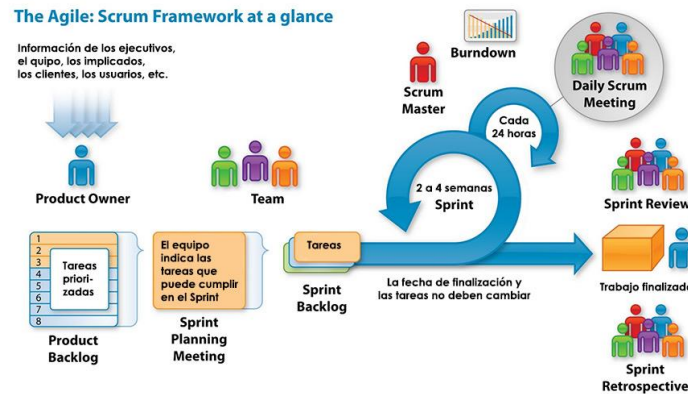 The Agile: Scrum Framework at a glance
Información de los ejecutivos,
el quipo, los implicados,
los clientes, los usuarios, etc.
Product Owner
Team
Scrum
Master
Burndown
Daily Scrum
Meeting
Cada
24 horas
2 a 4 semanas
Sprint
Sprint Review
1
2
3
4
5
6
7
8
Tareas
priori-
zadas
Product
Backlog
El equipo
indica las
tareas que
puede cumplir
en el Sprint
Sprint
Planning
Meeting
Tareas
Sprint
Backlog
La fecha de finalización y
las tareas no deben cambiar
Trabajo finalizado
Sprint
Retrospective